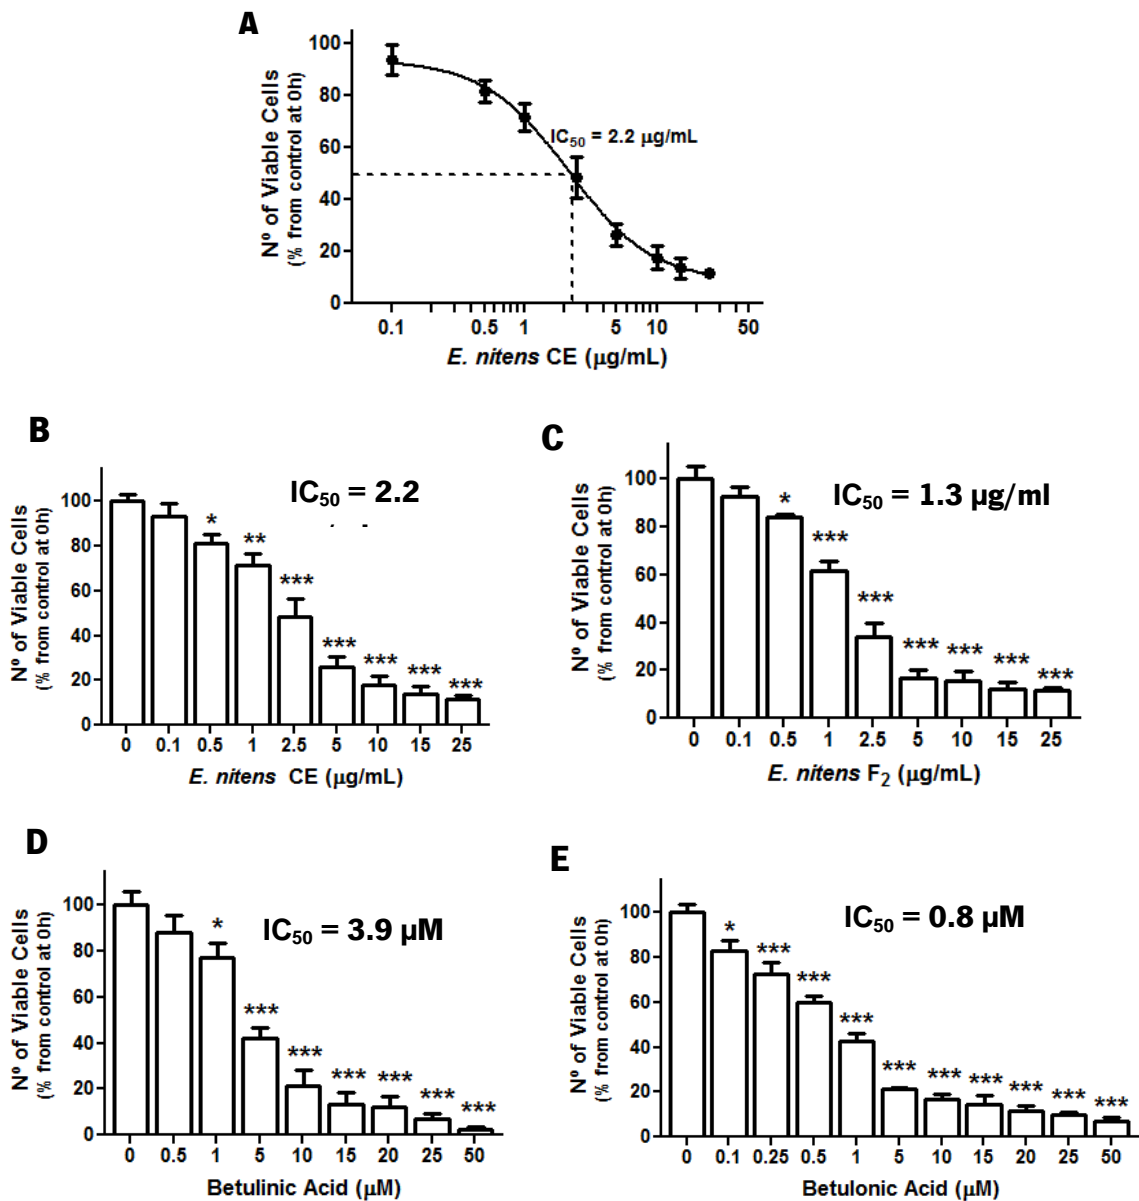 A
Nº of Viable Cells
(% from control at 0h)
100
80
60
40
20
0
IC50 = 2.2 µg/mL
0.1 0.5 1 5 10 50
E. nitens CE (µg/mL)
B
Nº of Viable Cells
(% from control at 0h)
100
80
60
40
20
0
IC50 = 2.2
* ** *** *** *** *** ***
0 0.1 0.5 1 2.5 5 10 15 25
E. nitens CE (µg/mL)
C
Nº of Viable Cells
(% from control at 0h)
100
80
60
40
20
0
IC50 = 1.3 µg/ml
* *** *** *** *** *** ***
0 0.1 0.5 1 2.5 5 10 15 25
E. nitens F2 (µg/mL)
D
Nº of Viable Cells
(% from control at 0h)
100
80
60
40
20
0
IC50 = 3.9 µM
* *** *** *** *** *** ***
0 0.5 1 5 10 15 20 25 50
Betulinic Acid (µM)
E
Nº of Viable Cells
(% from control at 0h)
100
80
60
40
20
0
IC50 = 0.8 µM
* *** *** *** *** *** *** *** *** ***
0 0.1 0.25 0.5 1 5 10 15 20 25 50
Betulonic Acid (µM)